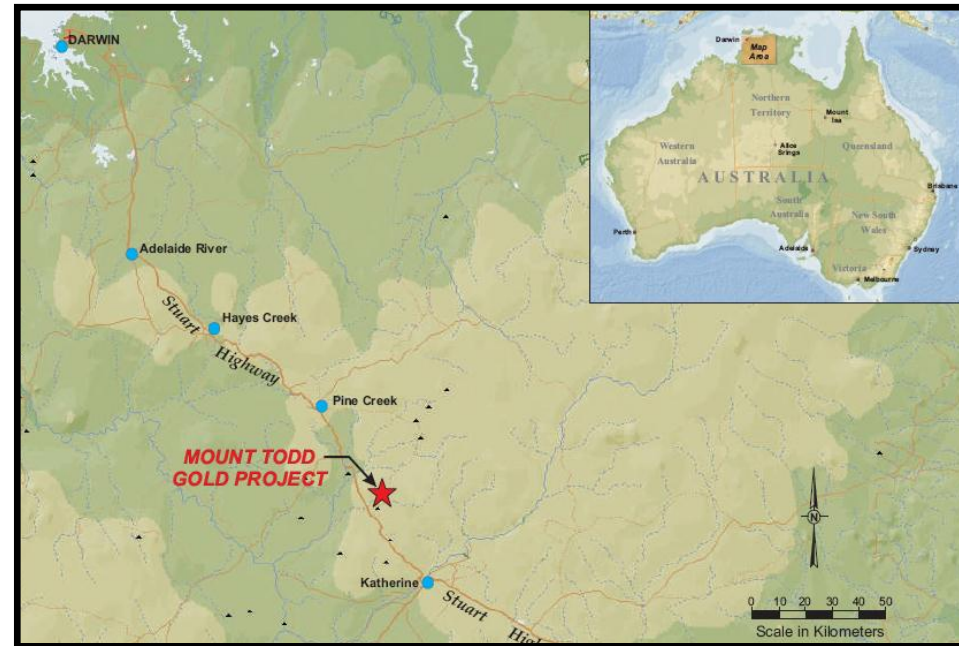 DARWIN
Adelaide River
Hayes Creek
Stuart
Highway
Pine Creek
MOUNT TODD
GOLD PROJECT
Katherine
Stuart
High
N
0 10 20 30 40 50
Scale in Kilometers
Darwin
Map
Area
Northern
Territory
Mount
Isa
Western
Australia
Alice
Srings
Queensland
AUSTRALIA
Brisbane
South
Australia
New South
Wales
Perth
Adelaide
Sydney
Victoria
Melbourne